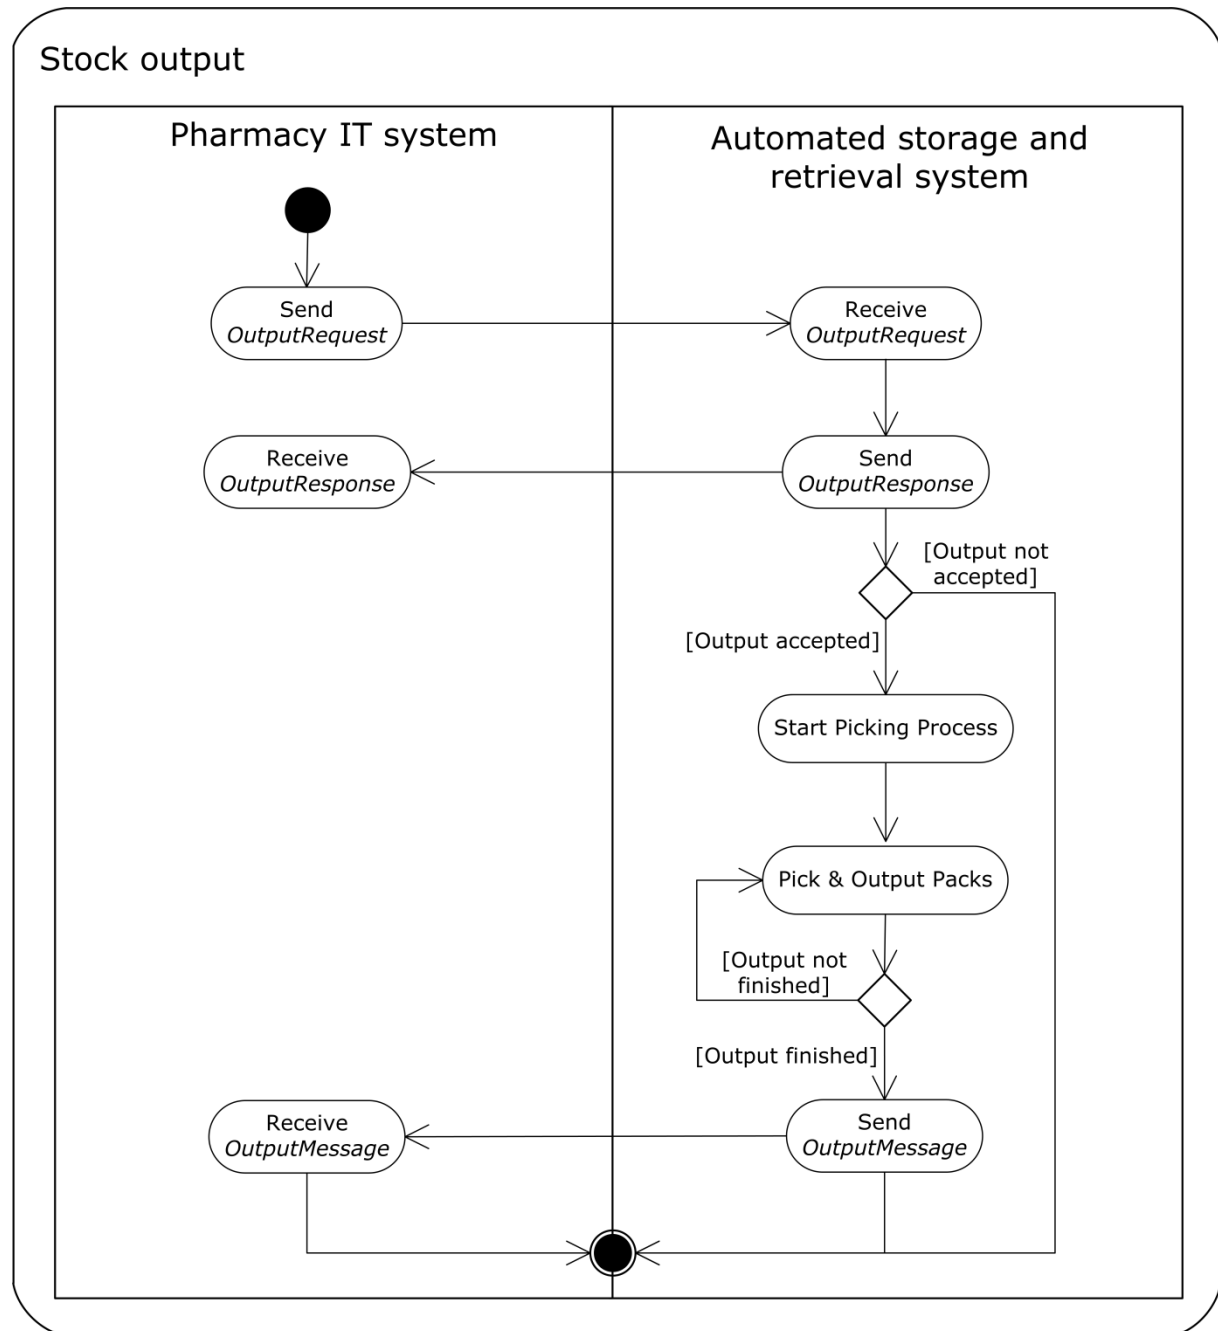 Stock output
Pharmacy IT system
Automated storage and
retrieval system
Send
OutputRequest
Receive
OutputRequest
Receive
OutputResponse
Send
OutputResponse
[Output not
accepted]
[Output accepted]
Start Picking Process
Pick & Output Packs
[Output not
finished]
[Output finished]
Receive
OutputMessage
Send
OutputMessage